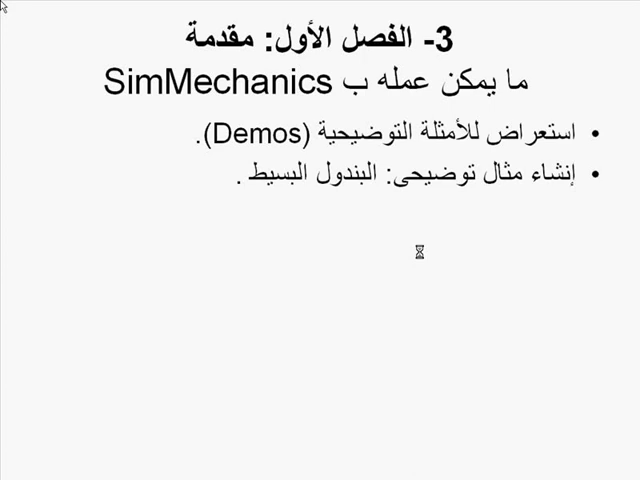 3- الفصل الأول: مقدمة
ما يمكن عمله ب SimMechanics
• استعراض للأمثلة التوضيحية (Demos).
• إنشاء مثال توضيحى: البندول البسيط .